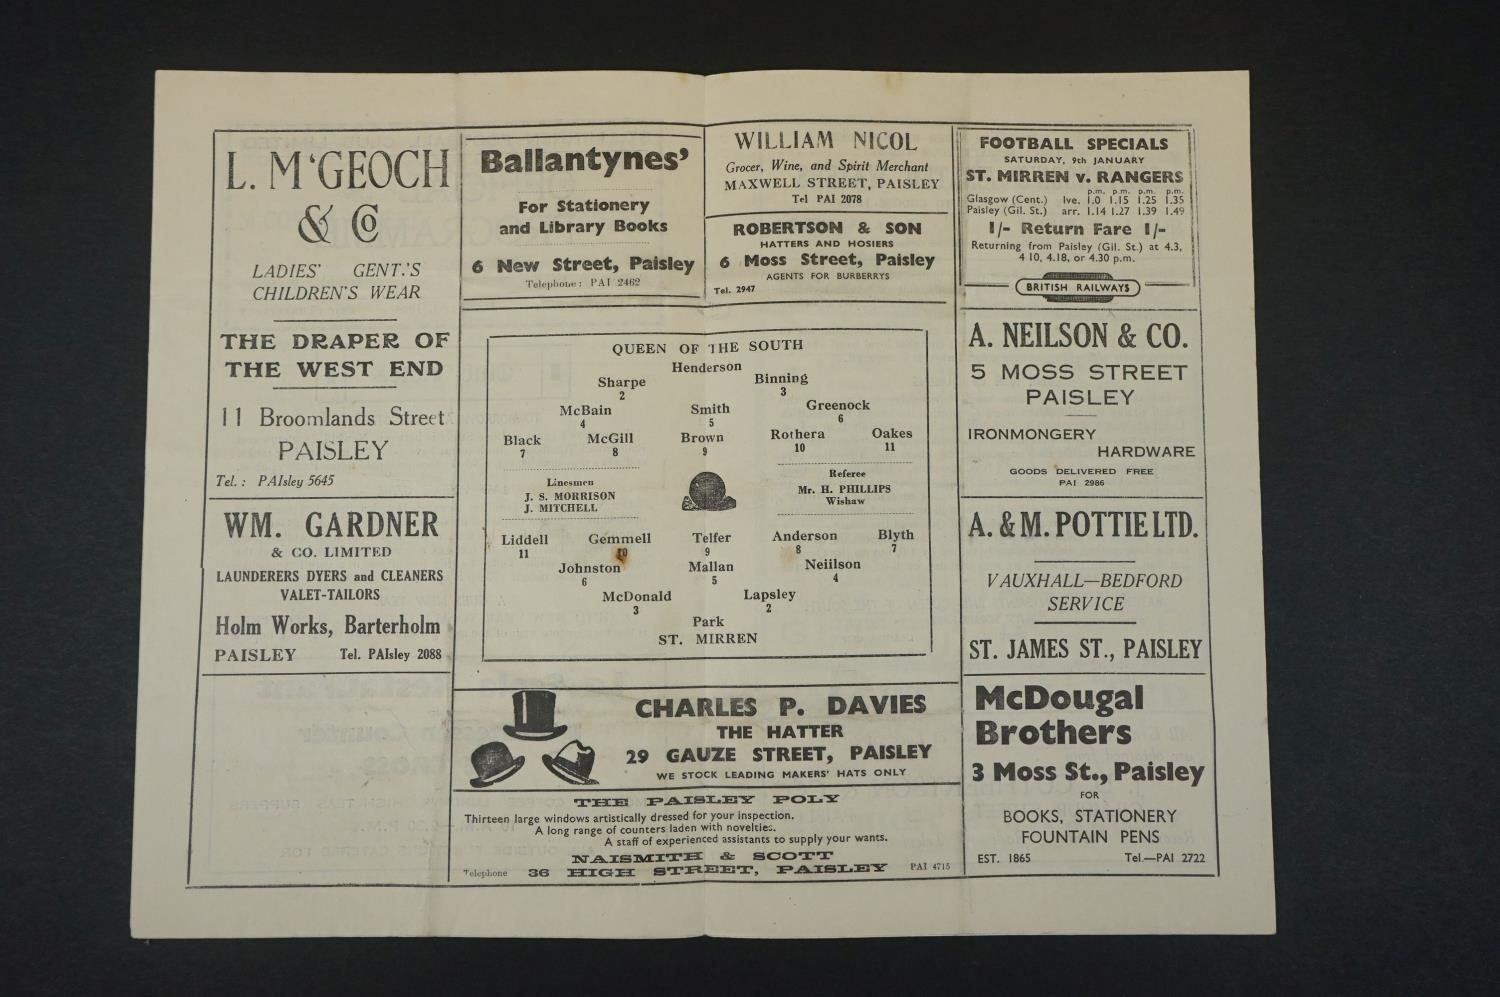 L. M'GEOCH
& Co
LADIES' GENT.'S
CHILDREN'S WEAR
THE DRAPER OF
THE WEST END
11 Broomlands Street
PAISLEY
Tel. : PAIsley 5645
WM. GARDNER
& CO. LIMITED
LAUNDERERS DYERS and CLEANERS
VALET-TAILORS
Holm Works, Barterholm
PAISLEY Tel. PAIsley 2088
Ballantynes'
For Stationery
and Library Books
6 New Street, Paisley
Telephone: PAI 2462
WILLIAM NICOL
Grocer, Wine, and Spirit Merchant
MAXWELL STREET, PAISLEY
Tel PAI 2078
ROBERTSON & SON
HATTERS AND HOSIERS
6 Moss Street, Paisley
AGENTS FOR BURBERRYS
Tel. 2947
QUEEN OF THE SOUTH
Henderson
Sharpe Binning
2 3
McBain Smith Greenock
4 5 6
Black McGill Brown Rothera Oakes
7 8 9 10 11
Linesmen
J. S. MORRISON
J. MITCHELL
Referee
Mr. H. PHILLIPS
Wishaw
Liddell Gemmell Telfer Anderson Blyth
11 10 9 8 7
Johnston Mallan Neiilson
6 5 4
McDonald Lapsley
3 2
Park
ST. MIRREN
CHARLES P. DAVIES
THE HATTER
29 GAUZE STREET, PAISLEY
WE STOCK LEADING MAKERS' HATS ONLY
THE PAISLEY POLY
Thirteen large windows artistically dressed for your inspection.
A long range of counters laden with novelties.
A staff of experienced assistants to supply your wants.
NAISMITH & SCOTT
Telephone 36 HIGH STREET, PAISLEY PAI 4715
FOOTBALL SPECIALS
SATURDAY, 9th JANUARY
ST. MIRREN v. RANGERS
p.m. p.m. p.m. p.m.
Glasgow (Cent.) lve. 1.0 1.15 1.25 1.35
Paisley (Gil. St.) arr. 1.14 1.27 1.39 1.49
1/- Return Fare 1/-
Returning from Paisley (Gil. St.) at 4.3,
4 10, 4.18, or 4.30 p.m.
BRITISH RAILWAYS
A. NEILSON & CO.
5 MOSS STREET
PAISLEY
IRONMONGERY
HARDWARE
GOODS DELIVERED FREE
PAI 2986
A. & M. POTTIE LTD.
VAUXHALL—BEDFORD
SERVICE
ST. JAMES ST., PAISLEY
McDougal
Brothers
3 Moss St., Paisley
FOR
BOOKS, STATIONERY
FOUNTAIN PENS
EST. 1865 Tel.—PAI 2722